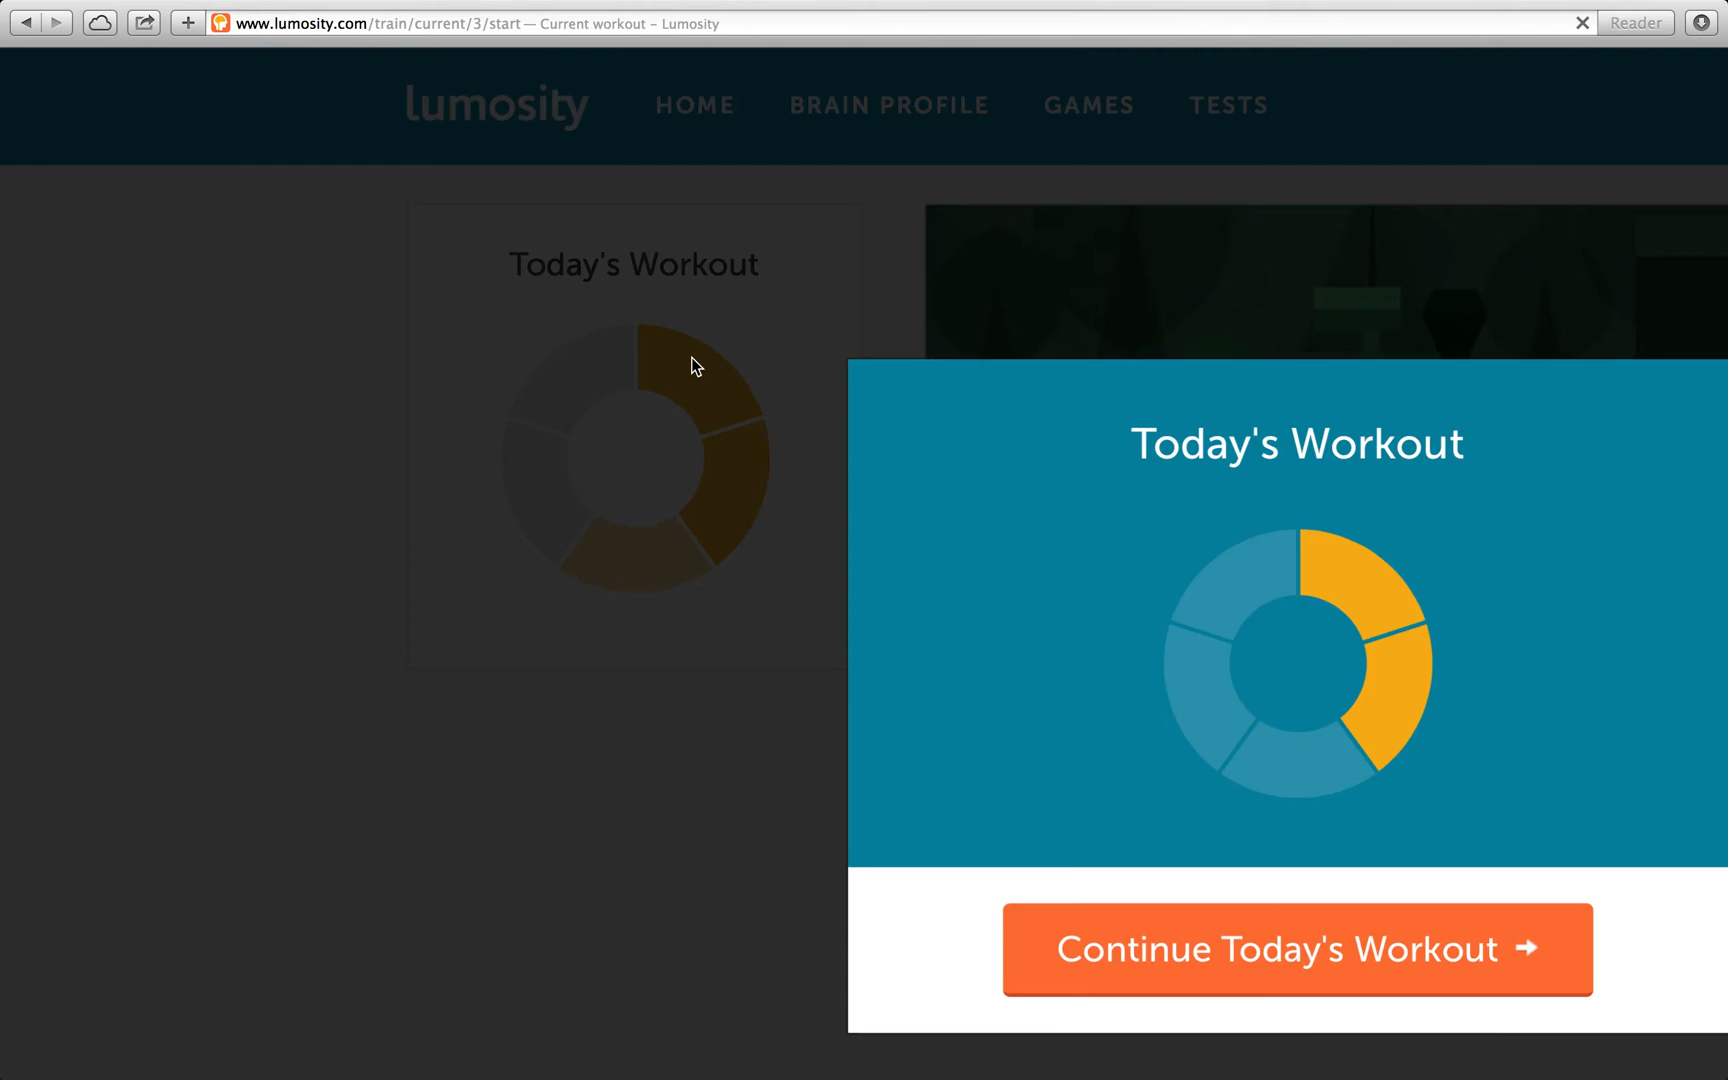 www.lumosity.com/train/current/3/start — Current workout – Lumosity
Reader
lumosity HOME BRAIN PROFILE GAMES TESTS
Today's Workout
Today's Workout
Continue Today's Workout